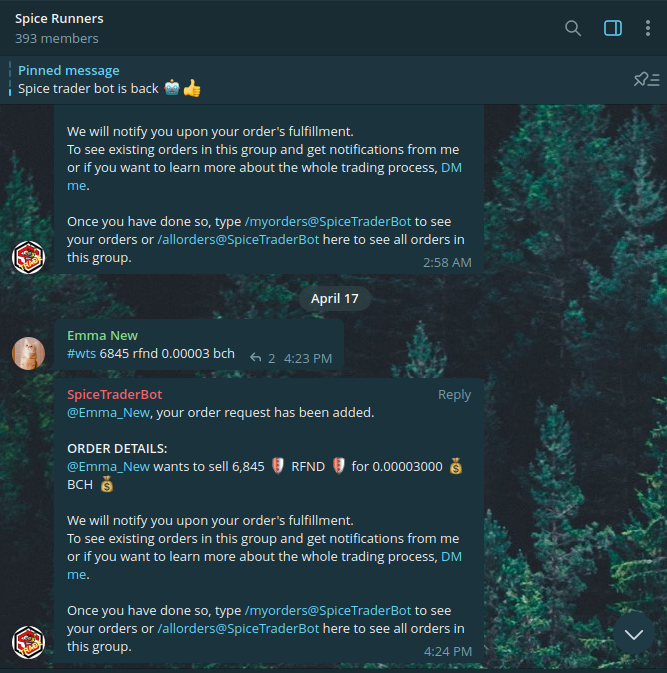 Spice Runners
393 members
Pinned message
Spice trader bot is back 🤖👍
We will notify you upon your order's fulfillment.
To see existing orders in this group and get notifications from me
or if you want to learn more about the whole trading process, DM
me.
Once you have done so, type /myorders@SpiceTraderBot to see
your orders or /allorders@SpiceTraderBot here to see all orders in
this group.
2:58 AM
April 17
Emma New
#wts 6845 rfnd 0.00003 bch
2 4:23 PM
SpiceTraderBot Reply
@Emma_New, your order request has been added.
ORDER DETAILS:
@Emma_New wants to sell 6,845 RFND for 0.00003000 💰
BCH 💰
We will notify you upon your order's fulfillment.
To see existing orders in this group and get notifications from me
or if you want to learn more about the whole trading process, DM
me.
Once you have done so, type /myorders@SpiceTraderBot to see
your orders or /allorders@SpiceTraderBot here to see all orders in
this group.
4:24 PM